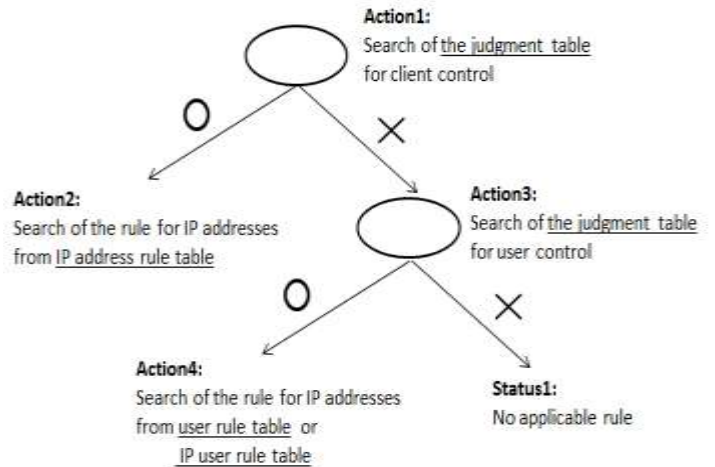 Action1:
Search of the judgment table
for client control
O
×
Action2:
Search of the rule for IP addresses
from IP address rule table
Action3:
Search of the judgment table
for user control
O
×
Action4:
Search of the rule for IP addresses
from user rule table or
IP user rule table
Status1:
No applicable rule